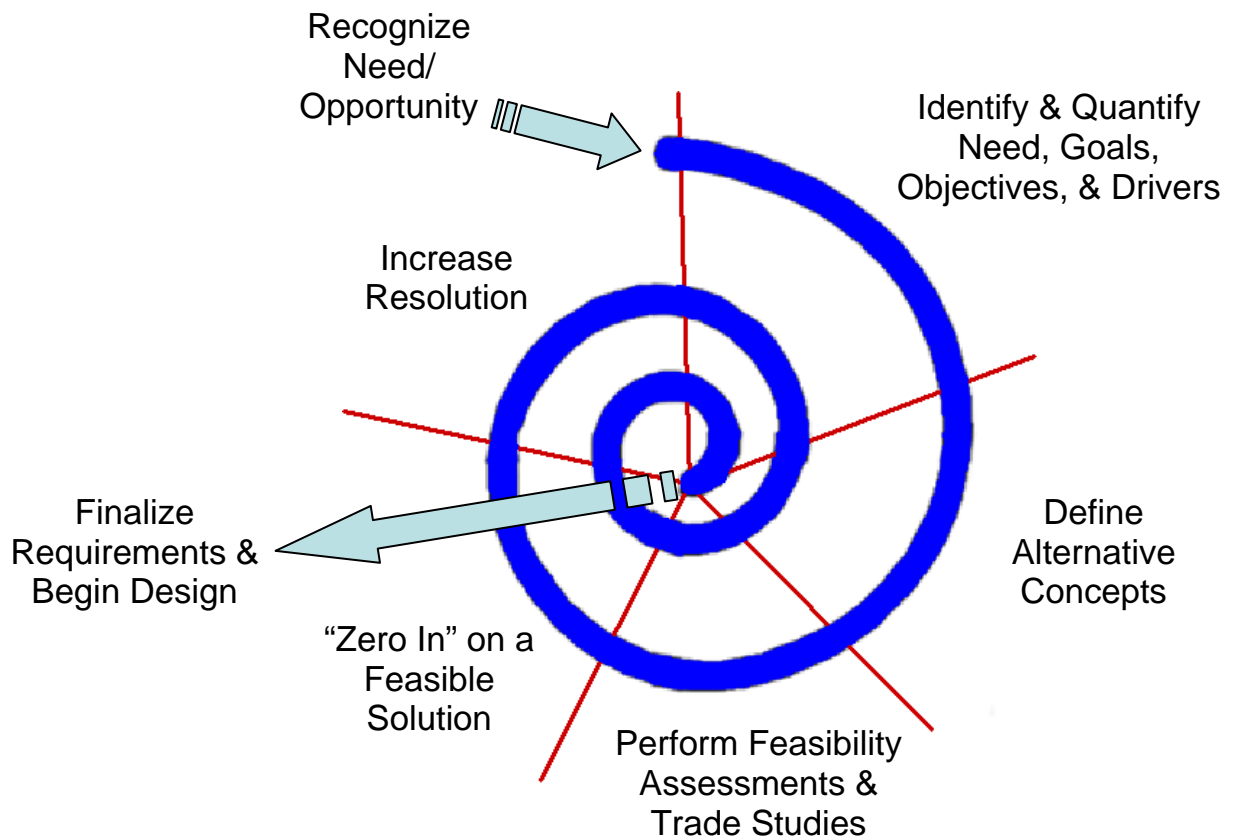 Recognize
Need/
Opportunity
Identify & Quantify
Need, Goals,
Objectives, & Drivers
Increase
Resolution
Define
Alternative
Concepts
Finalize
Requirements &
Begin Design
“Zero In” on a
Feasible
Solution
Perform Feasibility
Assessments &
Trade Studies